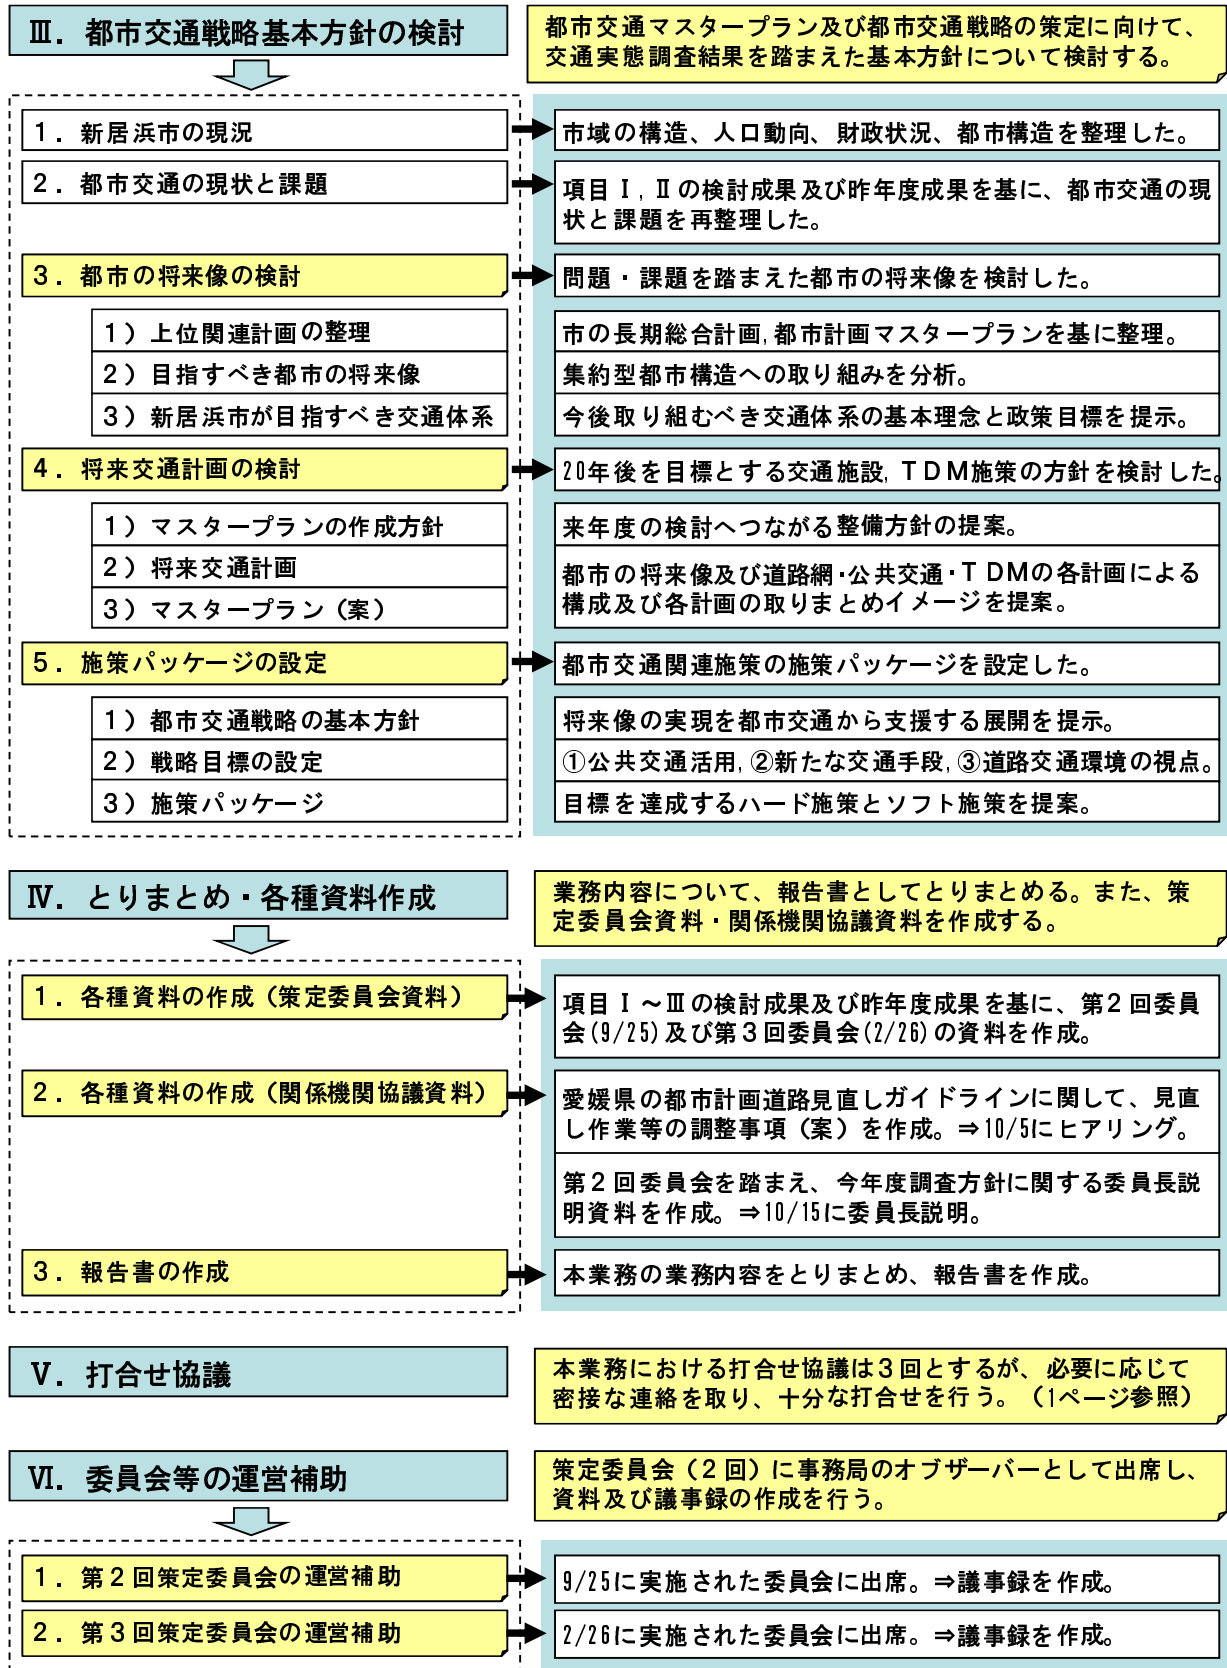 Ⅲ．都市交通戦略基本方針の検討
都市交通マスタープラン及び都市交通戦略の策定に向けて、
交通実態調査結果を踏まえた基本方針について検討する。
１．新居浜市の現況
市域の構造、人口動向、財政状況、都市構造を整理した。
２．都市交通の現状と課題
項目Ⅰ,Ⅱの検討成果及び昨年度成果を基に、都市交通の現
状と課題を再整理した。
３．都市の将来像の検討
問題・課題を踏まえた都市の将来像を検討した。
１）上位関連計画の整理
市の長期総合計画,都市計画マスタープランを基に整理。
２）目指すべき都市の将来像
集約型都市構造への取り組みを分析。
３）新居浜市が目指すべき交通体系
今後取り組むべき交通体系の基本理念と政策目標を提示。
４．将来交通計画の検討
20年後を目標とする交通施設,ＴＤＭ施策の方針を検討した。
１）マスタープランの作成方針
来年度の検討へつながる整備方針の提案。
２）将来交通計画
都市の将来像及び道路網・公共交通・ＴＤＭの各計画による
構成及び各計画の取りまとめイメージを提案。
３）マスタープラン（案）
５．施策パッケージの設定
都市交通関連施策の施策パッケージを設定した。
１）都市交通戦略の基本方針
将来像の実現を都市交通から支援する展開を提示。
２）戦略目標の設定
①公共交通活用,②新たな交通手段,③道路交通環境の視点。
３）施策パッケージ
目標を達成するハード施策とソフト施策を提案。
Ⅳ．とりまとめ・各種資料作成
業務内容について、報告書としてとりまとめる。また、策
定委員会資料・関係機関協議資料を作成する。
１．各種資料の作成（策定委員会資料）
項目Ⅰ～Ⅲの検討成果及び昨年度成果を基に、第２回委員
会(9/25)及び第３回委員会(2/26)の資料を作成。
２．各種資料の作成（関係機関協議資料）
愛媛県の都市計画道路見直しガイドラインに関して、見直
し作業等の調整事項（案）を作成。⇒10/5にヒアリング。
第２回委員会を踏まえ、今年度調査方針に関する委員長説
明資料を作成。⇒10/15に委員長説明。
３．報告書の作成
本業務の業務内容をとりまとめ、報告書を作成。
Ⅴ．打合せ協議
本業務における打合せ協議は３回とするが、必要に応じて
密接な連絡を取り、十分な打合せを行う。（1ページ参照）
Ⅵ．委員会等の運営補助
策定委員会（２回）に事務局のオブザーバーとして出席し、
資料及び議事録の作成を行う。
１．第２回策定委員会の運営補助
9/25に実施された委員会に出席。⇒議事録を作成。
２．第３回策定委員会の運営補助
2/26に実施された委員会に出席。⇒議事録を作成。